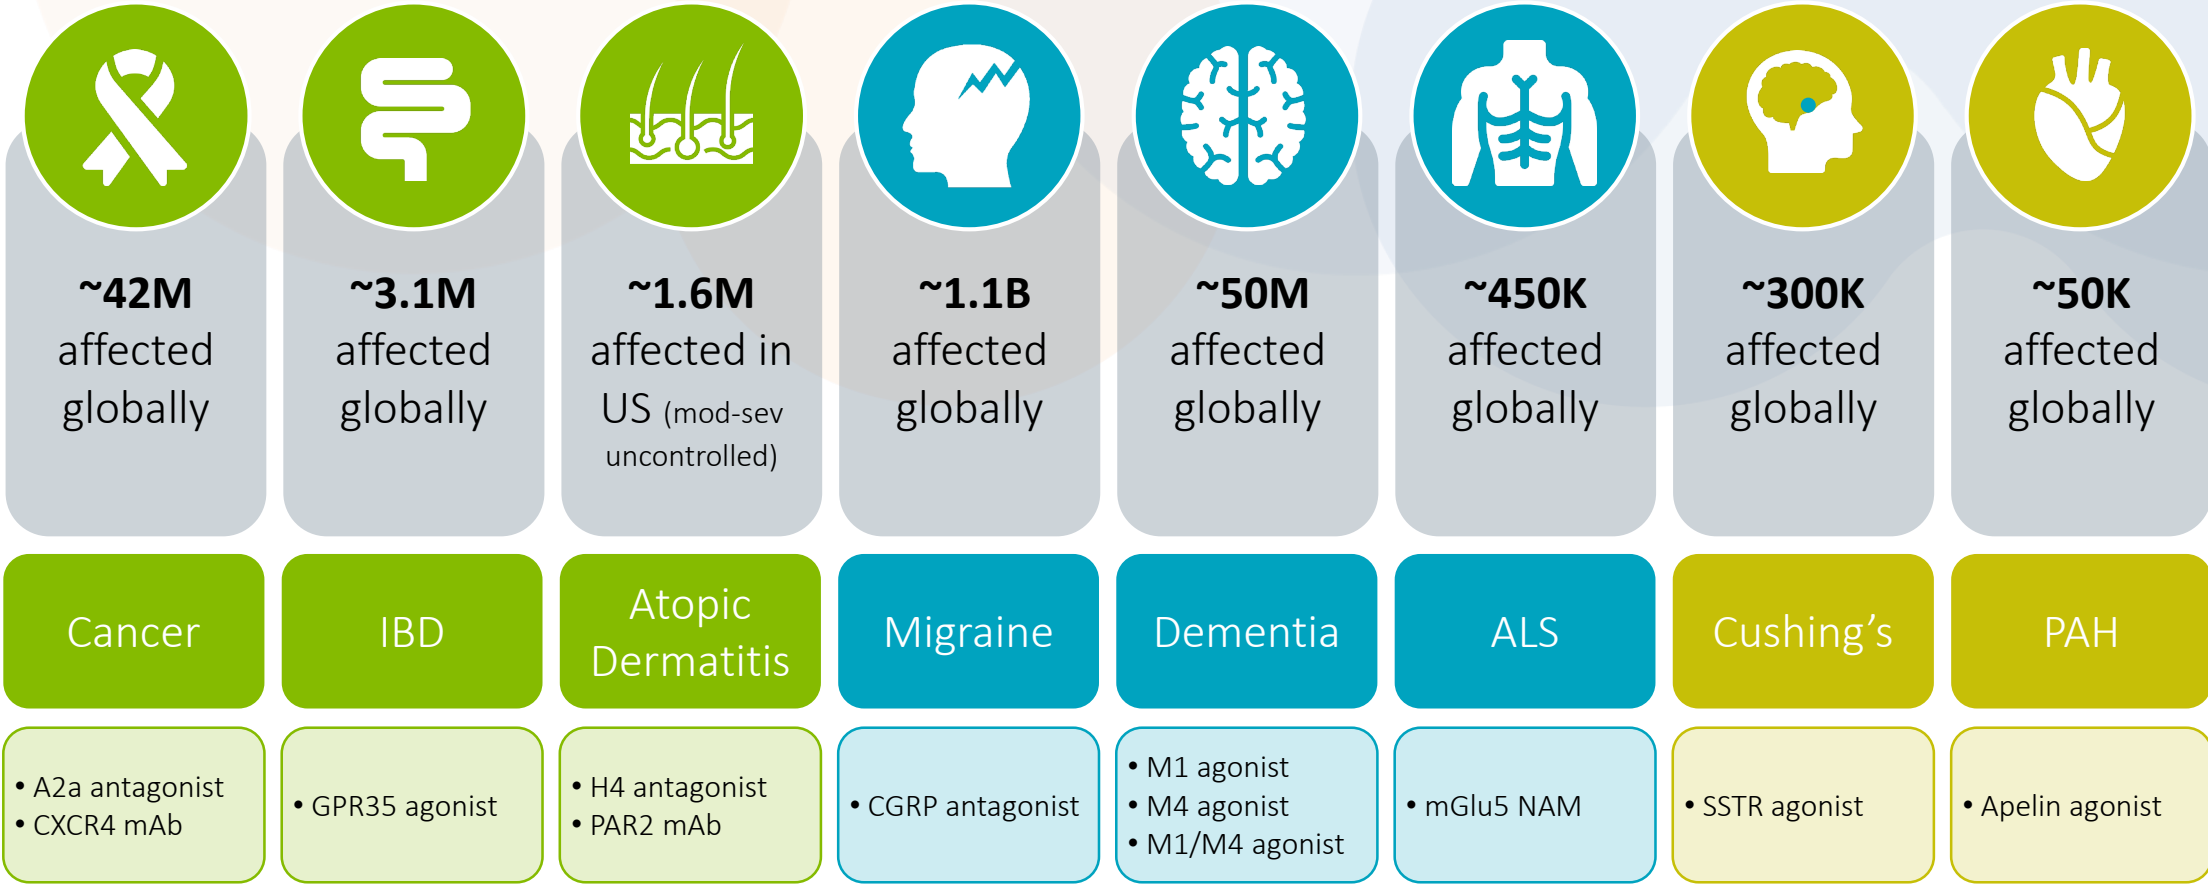 ~42M
affected
globally
~3.1M
affected
globally
~1.6M
affected in
US (mod-sev
uncontrolled)
~1.1B
affected
globally
~50M
affected
globally
~450K
affected
globally
~300K
affected
globally
~50K
affected
globally
Cancer
IBD
Atopic
Dermatitis
Migraine
Dementia
ALS
Cushing’s
PAH
• A2a antagonist
• CXCR4 mAb
• GPR35 agonist
• H4 antagonist
• PAR2 mAb
• CGRP antagonist
• M1 agonist
• M4 agonist
• M1/M4 agonist
• mGlu5 NAM
• SSTR agonist
• Apelin agonist